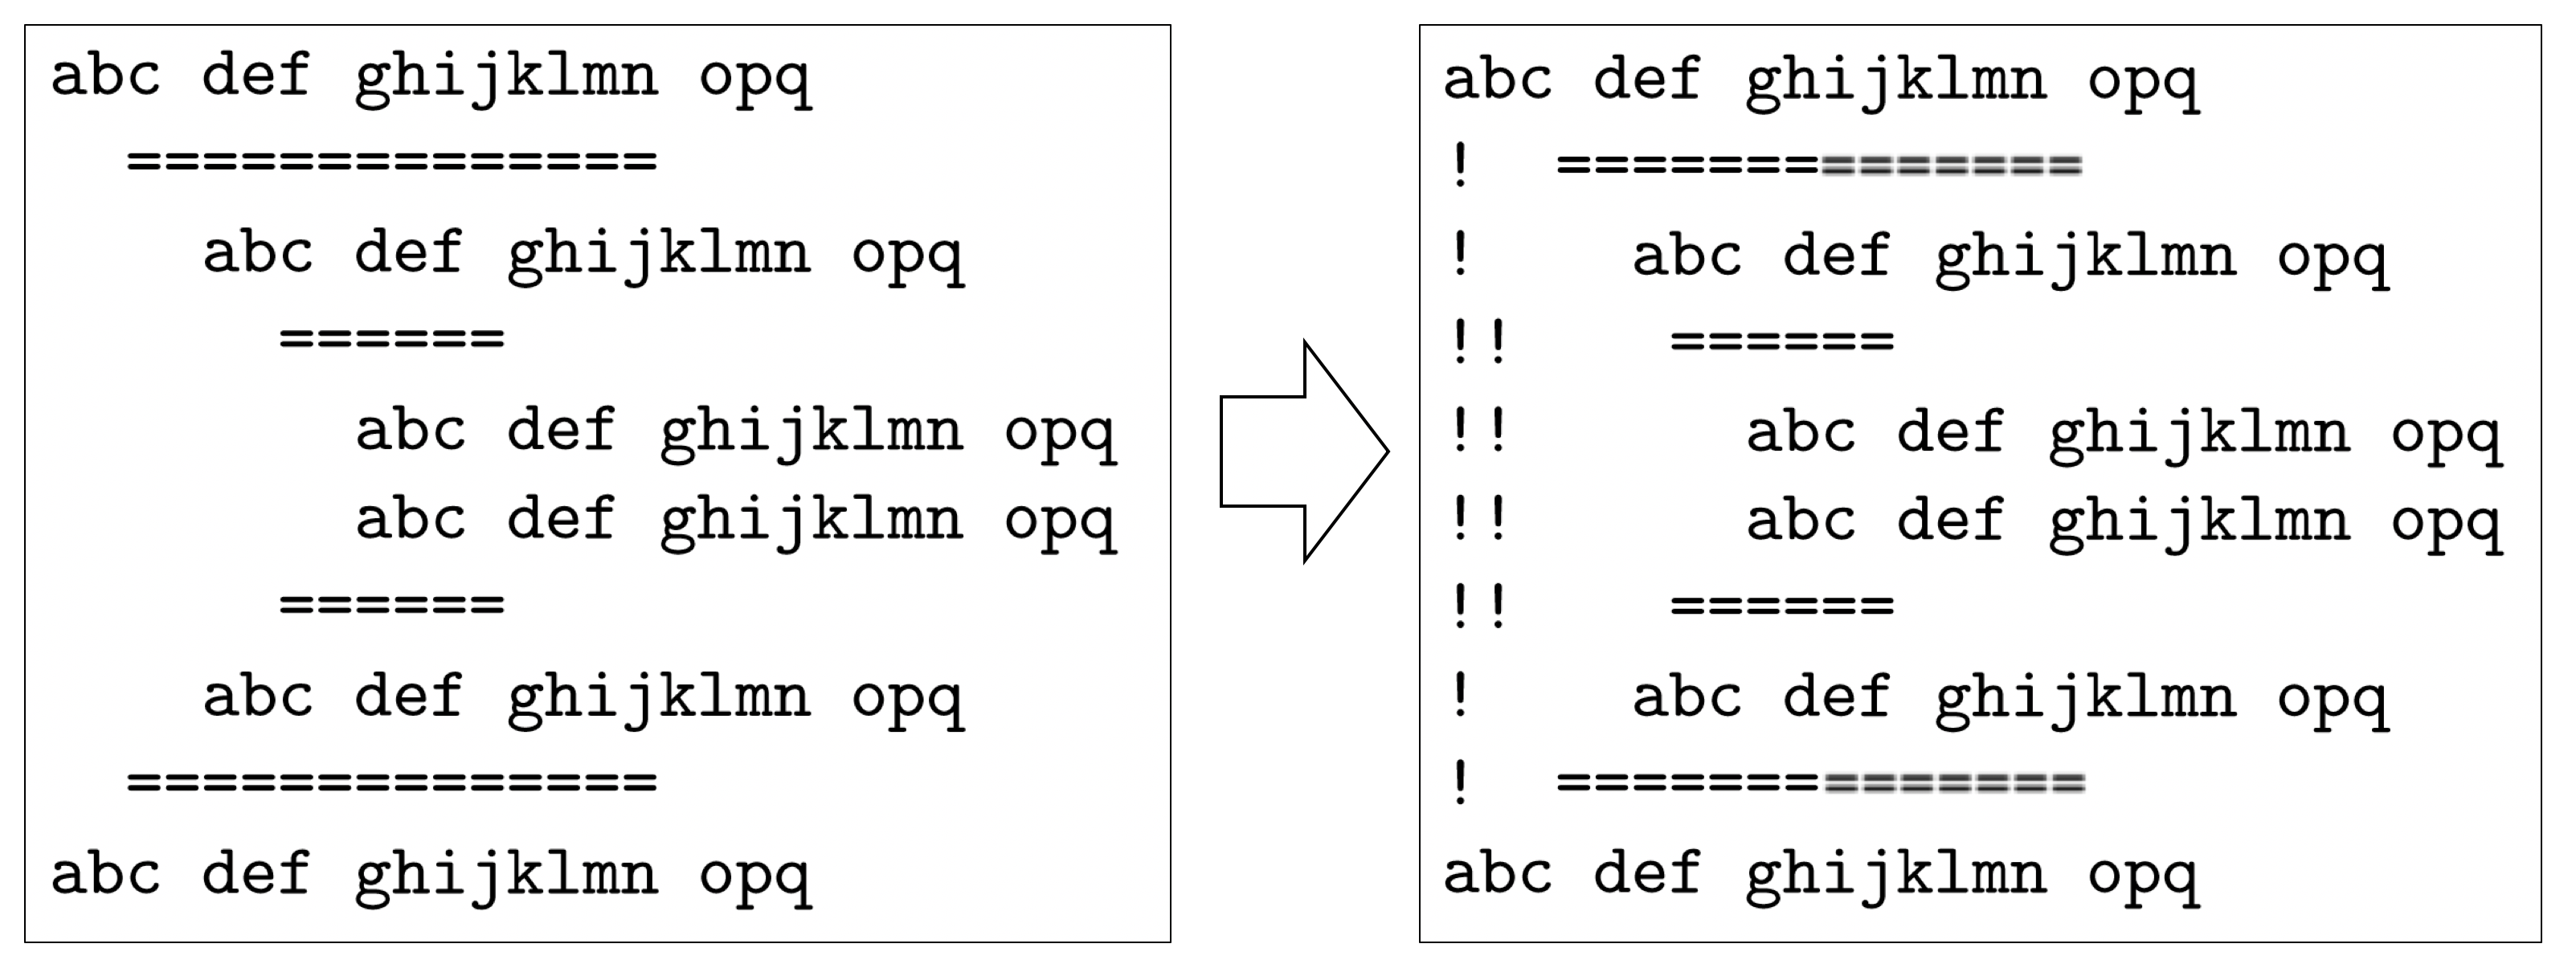 abc def ghijklmn opq
  ==============
    abc def ghijklmn opq
      ======
        abc def ghijklmn opq
        abc def ghijklmn opq
      ======
    abc def ghijklmn opq
  ==============
abc def ghijklmn opq
abc def ghijklmn opq
!  ==============
!    abc def ghijklmn opq
!!    ======
!!      abc def ghijklmn opq
!!      abc def ghijklmn opq
!!    ======
!    abc def ghijklmn opq
!  ==============
abc def ghijklmn opq